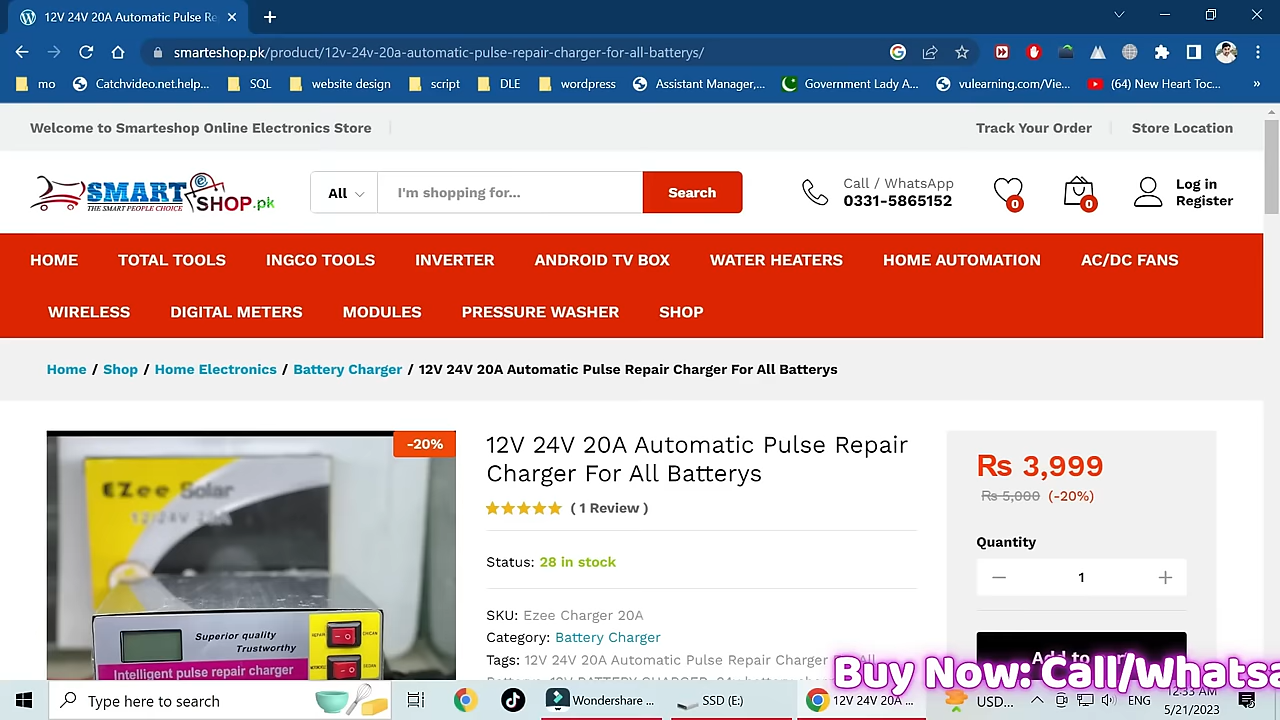 12V 24V 20A Automatic Pulse Re
smarteshop.pk/product/12v-24v-20a-automatic-pulse-repair-charger-for-all-batterys/
mo Catchvideo.net.help... SQL website design script DLE wordpress Assistant Manager,... Government Lady A... vulearning.com/Vie... (64) New Heart Toc... »
Welcome to Smarteshop Online Electronics Store
Track Your Order Store Location
SMART eSHOP.pk
THE SMART PEOPLE CHOICE
All I'm shopping for... Search
Call / WhatsApp
0331-5865152
0 0
Log in
Register
HOME TOTAL TOOLS INGCO TOOLS INVERTER ANDROID TV BOX WATER HEATERS HOME AUTOMATION AC/DC FANS
WIRELESS DIGITAL METERS MODULES PRESSURE WASHER SHOP
Home / Shop / Home Electronics / Battery Charger / 12V 24V 20A Automatic Pulse Repair Charger For All Batterys
-20%
EZee Solar
12/24V 20A
Superior quality
Trustworthy
Intelligent pulse repair charger
12V 24V 20A Automatic Pulse Repair
Charger For All Batterys
( 1 Review )
Status: 28 in stock
SKU: Ezee Charger 20A
Category: Battery Charger
Tags: 12V 24V 20A Automatic Pulse Repair Charger
Rs 3,999
Rs 5,000 (-20%)
Quantity
1
Add to
Buy Now: Call/Whatsa
Type here to search
Wondershare ... SSD (E:) 12V 24V 20A ... USD... ENG
12:33 AM
5/21/2023